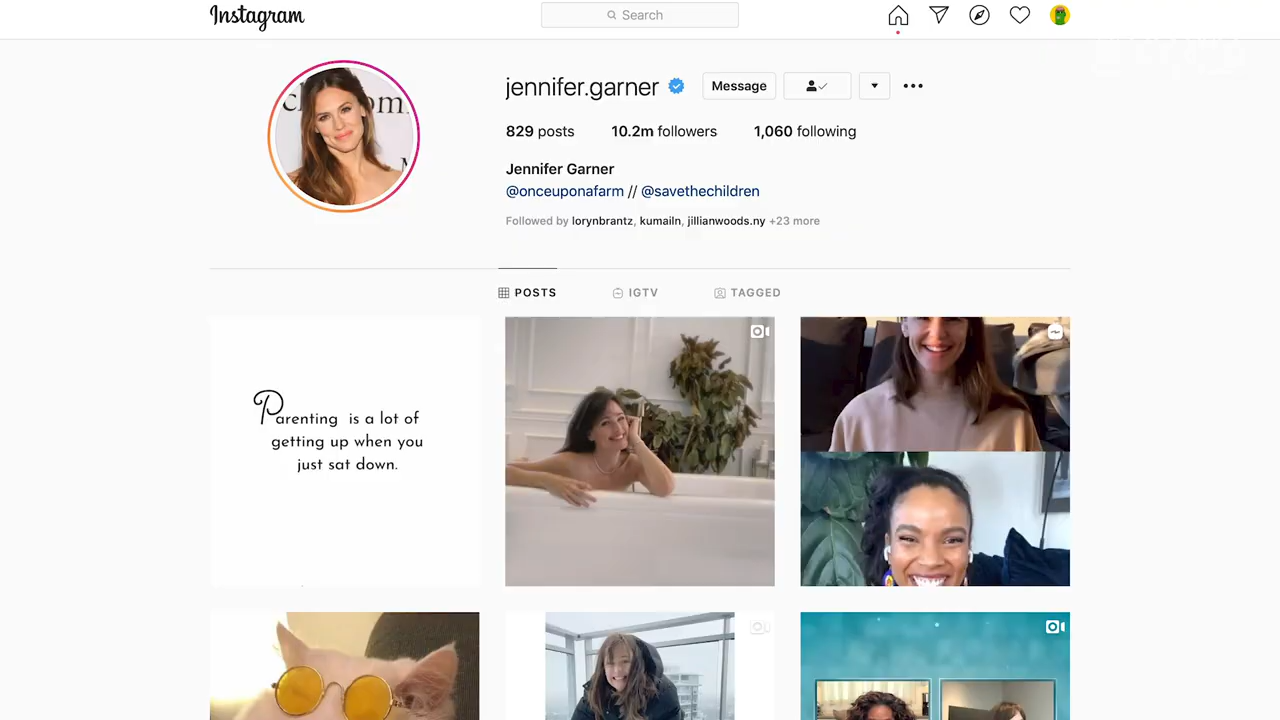 Instagram
Search
jennifer.garner
Message
829 posts 10.2m followers 1,060 following
Jennifer Garner
@onceuponafarm // @savethechildren
Followed by lorynbrantz, kumailn, jillianwoods.ny +23 more
POSTS IGTV TAGGED
Parenting is a lot of
getting up when you
just sat down.